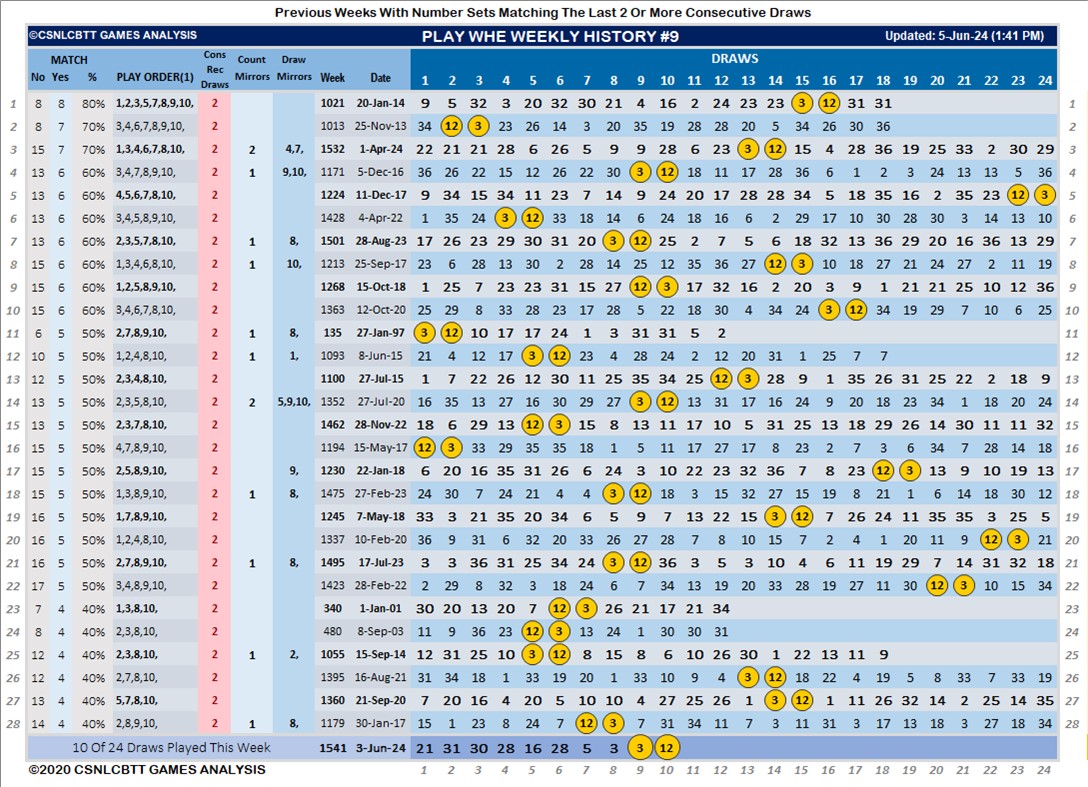 Previous Weeks With Number Sets Matching The Last 2 Or More Consecutive Draws
©CSNLCBTT GAMES ANALYSIS PLAY WHE WEEKLY HISTORY #9 Updated: 5-Jun-24 (1:41 PM)
MATCH Cons Rec Draws Count Mirrors Draw Mirrors DRAWS
No Yes % PLAY ORDER(1) Week Date 1 2 3 4 5 6 7 8 9 10 11 12 13 14 15 16 17 18 19 20 21 22 23 24
1 8 8 80% 1,2,3,5,7,8,9,10, 2 1021 20-Jan-14 9 5 32 3 20 32 30 21 4 16 2 24 23 23 3 12 31 31 1
2 8 7 70% 3,4,6,7,8,9,10, 2 1013 25-Nov-13 34 12 3 23 26 14 3 20 35 19 28 28 20 5 34 26 30 36 2
3 15 7 70% 1,3,4,6,7,8,10, 2 2 4,7, 1532 1-Apr-24 22 21 21 28 6 26 5 9 9 28 6 23 3 12 15 4 28 36 19 25 33 2 30 29 3
4 13 6 60% 3,4,7,8,9,10, 2 1 9,10, 1171 5-Dec-16 36 26 22 15 12 26 22 30 3 12 18 11 17 28 36 6 1 2 3 24 13 13 5 36 4
5 13 6 60% 4,5,6,7,8,10, 2 1224 11-Dec-17 9 34 15 34 11 23 7 14 9 24 20 17 28 28 34 5 18 35 16 2 35 23 12 3 5
6 13 6 60% 3,4,5,8,9,10, 2 1428 4-Apr-22 1 35 24 3 12 33 18 14 6 24 18 16 6 2 29 17 10 30 28 30 3 14 13 10 6
7 13 6 60% 2,3,5,7,8,10, 2 1 8, 1501 28-Aug-23 17 26 23 29 30 31 20 3 12 25 2 7 5 6 18 32 13 36 29 20 16 36 13 29 7
8 15 6 60% 1,3,4,6,8,10, 2 1 10, 1213 25-Sep-17 23 6 28 13 30 2 28 14 25 12 35 36 27 12 3 10 18 27 21 24 27 2 11 19 8
9 15 6 60% 1,2,5,8,9,10, 2 1268 15-Oct-18 1 25 7 23 23 31 15 27 12 3 17 32 16 2 20 3 9 1 21 21 25 10 12 36 9
10 15 6 60% 3,4,6,7,8,10, 2 1363 12-Oct-20 25 29 8 33 28 23 17 28 5 22 18 30 4 34 24 3 12 34 19 29 7 10 6 25 10
11 6 5 50% 2,7,8,9,10, 2 1 8, 135 27-Jan-97 3 12 10 17 17 24 1 3 31 31 5 2 11
12 10 5 50% 1,2,4,8,10, 2 1 1, 1093 8-Jun-15 21 4 12 17 3 12 23 4 28 24 2 12 20 31 1 25 7 7 12
13 12 5 50% 2,3,4,8,10, 2 1100 27-Jul-15 1 7 22 26 12 30 11 25 35 34 25 12 3 28 9 1 35 26 31 25 22 2 18 9 13
14 13 5 50% 2,3,5,8,10, 2 2 5,9,10, 1352 27-Jul-20 16 35 13 27 16 30 29 27 3 12 13 31 17 16 24 9 20 18 23 34 1 18 20 24 14
15 13 5 50% 2,3,7,8,10, 2 1462 28-Nov-22 18 6 29 13 12 3 15 8 13 11 17 10 5 31 25 13 18 29 26 14 30 11 11 32 15
16 15 5 50% 4,7,8,9,10, 2 1194 15-May-17 12 3 33 29 35 35 18 1 5 11 17 27 17 8 23 2 7 3 6 34 7 28 14 18 16
17 15 5 50% 2,5,8,9,10, 2 9, 1230 22-Jan-18 6 20 16 35 31 26 6 24 3 10 22 23 32 36 7 8 23 12 3 13 9 10 19 13 17
18 15 5 50% 1,3,8,9,10, 2 1 8, 1475 27-Feb-23 24 30 7 24 21 4 4 3 12 18 3 15 32 27 15 19 8 21 1 6 14 18 30 12 18
19 16 5 50% 1,7,8,9,10, 2 1245 7-May-18 33 3 21 35 20 34 6 5 9 7 13 22 15 3 12 7 26 24 11 35 35 3 25 5 19
20 16 5 50% 1,2,4,8,10, 2 1337 10-Feb-20 36 9 31 6 32 20 33 26 27 28 7 8 10 15 7 2 4 1 20 11 9 12 3 21 20
21 16 5 50% 2,7,8,9,10, 2 1 8, 1495 17-Jul-23 3 3 36 31 25 34 24 3 12 36 3 5 3 10 4 6 11 19 29 7 14 31 32 18 21
22 17 5 50% 3,4,8,9,10, 2 1423 28-Feb-22 2 29 8 32 3 18 24 6 7 34 13 19 20 33 28 19 27 11 30 12 3 10 15 34 22
23 7 4 40% 1,3,8,10, 2 340 1-Jan-01 30 20 13 20 7 12 3 26 21 17 21 34 23
24 8 4 40% 2,3,8,10, 2 480 8-Sep-03 11 9 36 23 12 3 13 24 1 30 30 31 24
25 12 4 40% 2,3,8,10, 2 1 2, 1055 15-Sep-14 12 31 25 10 3 12 8 15 8 6 10 26 30 1 22 13 11 9 25
26 12 4 40% 2,7,8,10, 2 1395 16-Aug-21 31 34 18 1 33 19 20 1 33 10 9 4 3 12 18 22 4 19 5 8 33 7 33 19 26
27 13 4 40% 5,7,8,10, 2 1360 21-Sep-20 7 20 16 4 20 5 10 10 4 27 25 26 1 3 12 1 11 26 32 14 2 25 14 35 27
28 14 4 40% 2,8,9,10, 2 1 8, 1179 30-Jan-17 15 1 23 8 24 7 12 3 7 31 34 11 7 3 11 31 3 17 13 18 3 27 18 34 28
10 Of 24 Draws Played This Week 1541 3-Jun-24 21 31 30 28 16 28 5 3 3 12
©2020 CSNLCBTT GAMES ANALYSIS 1 2 3 4 5 6 7 8 9 10 11 12 13 14 15 16 17 18 19 20 21 22 23 24